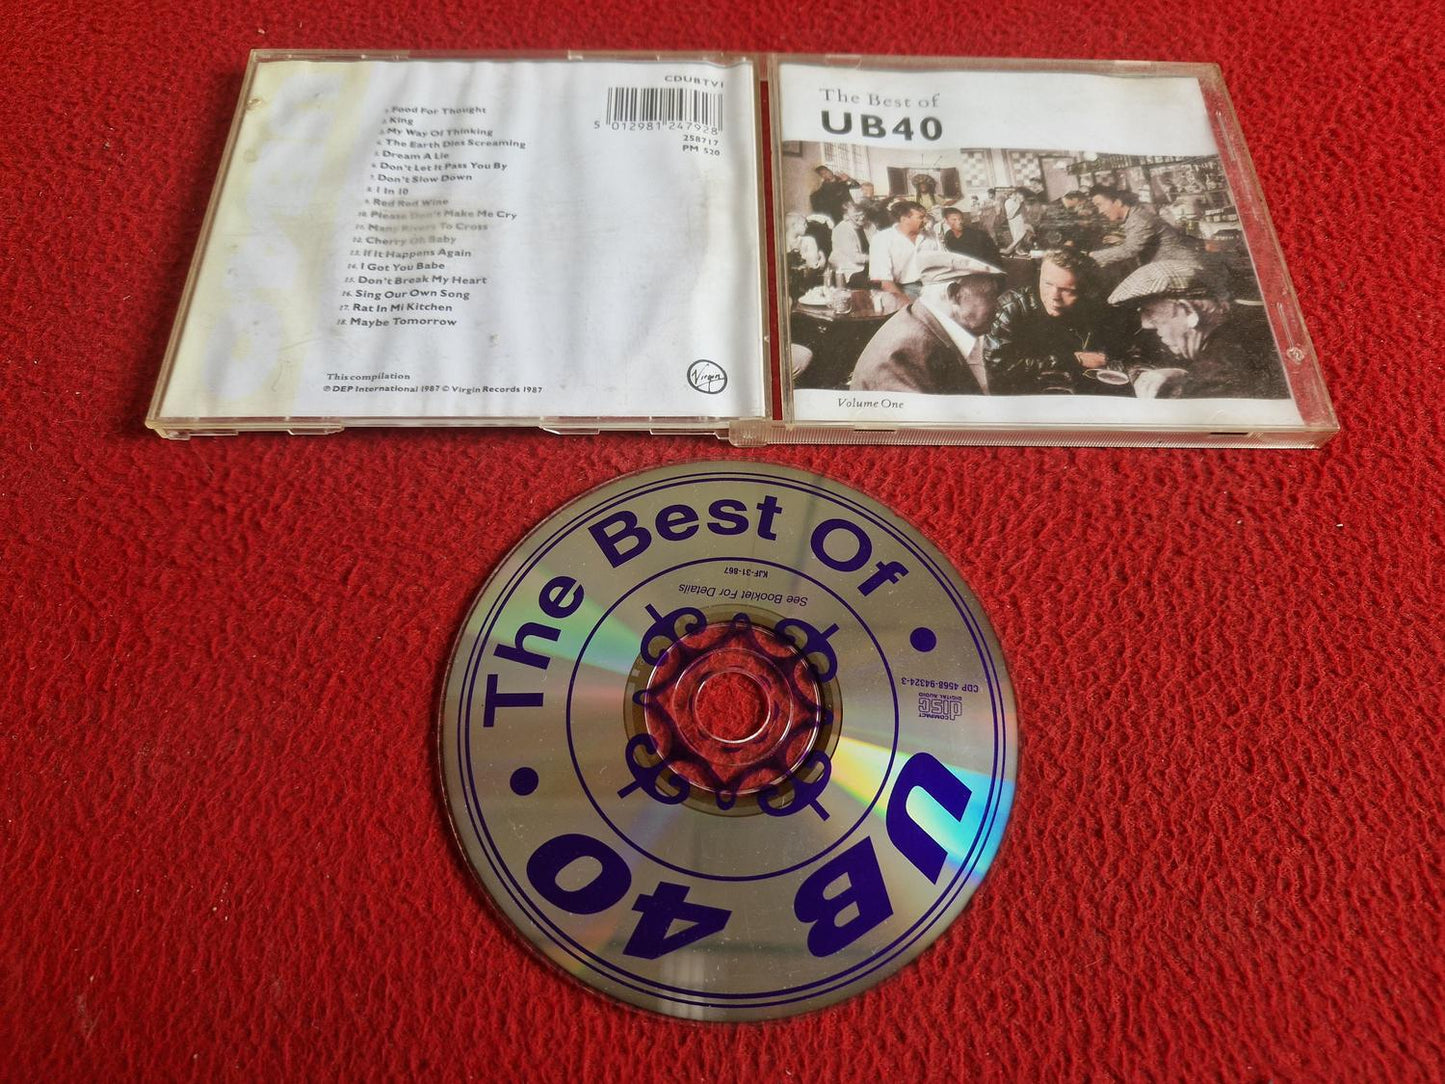 CDUBTV1
5 012981 247928
258717
PM 520
1. Food For Thought
2. King
3. My Way Of Thinking
4. The Earth Dies Screaming
5. Dream A Lie
6. Don't Let It Pass You By
7. Don't Slow Down
8. 1 In 10
9. Red Red Wine
10. Please Don't Make Me Cry
11. Many Rivers To Cross
12. Cherry Oh Baby
13. If It Happens Again
14. I Got You Babe
15. Don't Break My Heart
16. Sing Our Own Song
17. Rat In Mi Kitchen
18. Maybe Tomorrow
This compilation
℗ DEP International 1987 © Virgin Records 1987
Virgin
The Best of
UB40
Volume One
The Best Of
UB 40
See Booklet For Details
KJF-31-867
CDP 4568-94324-3
COMPACT
disc
DIGITAL AUDIO